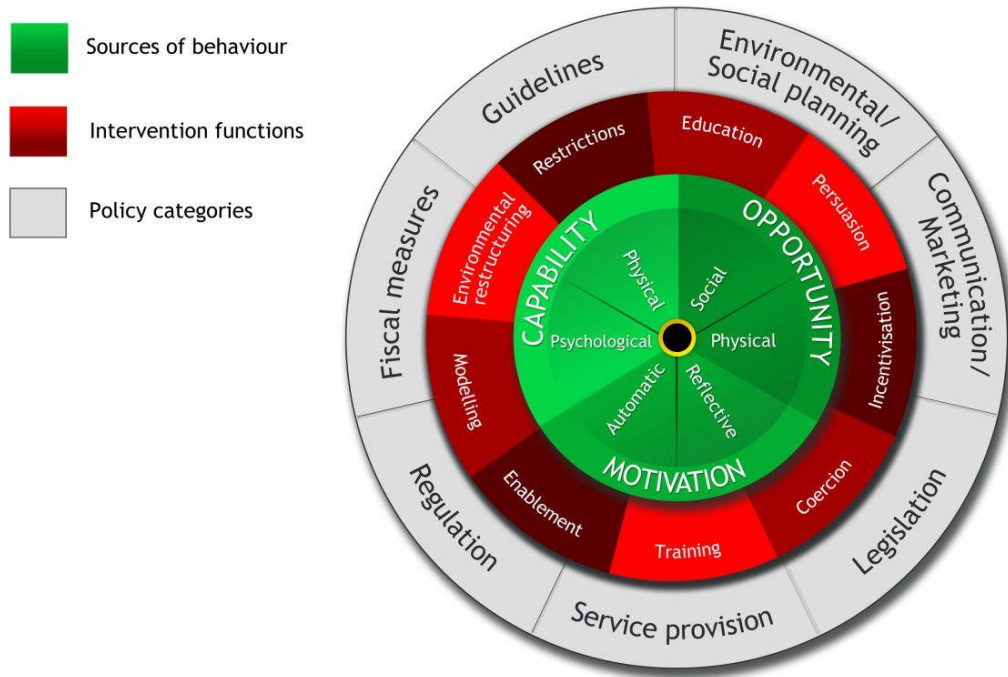 Sources of behaviour
Intervention functions
Policy categories
Guidelines
Environmental/
Social planning
Communication/
Marketing
Legislation
Service provision
Regulation
Fiscal measures
Restrictions
Education
Persuasion
Incentivisation
Coercion
Training
Enablement
Modelling
Environmental
restructuring
CAPABILITY
OPPORTUNITY
MOTIVATION
Physical
Social
Psychological
Physical
Automatic
Reflective